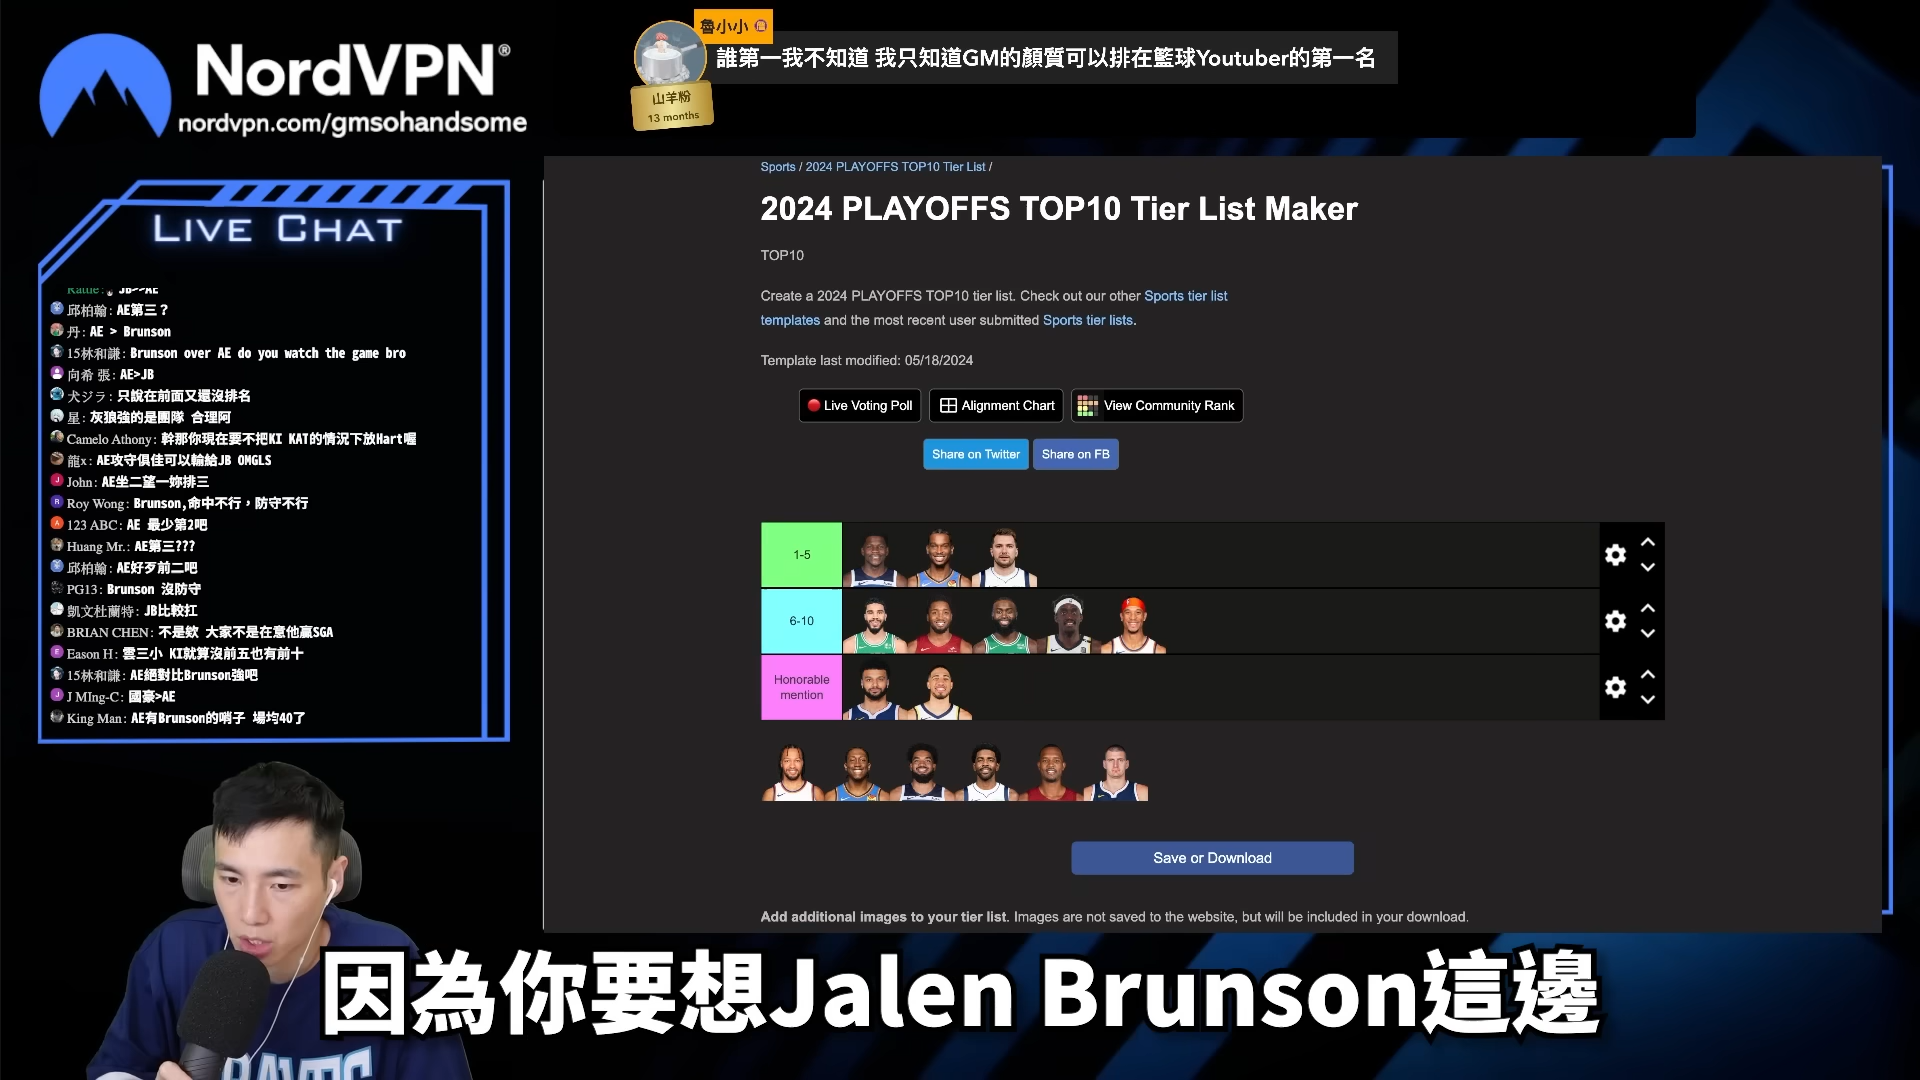 NordVPN®
nordvpn.com/gmsohandsome
魯小小
誰第一我不知道 我只知道GM的顏質可以排在籃球Youtuber的第一名
山羊粉
13 months
LIVE CHAT
Rattle: JB>>AE
邱柏翰: AE第三？
丹: AE > Brunson
15林和謙: Brunson over AE do you watch the game bro
向希 張: AE>JB
犬ジラ: 只說在前面又還沒排名
星: 灰狼強的是團隊 合理阿
Camelo Athony: 幹那你現在要不把KI KAT的情況下放Hart喔
龍x: AE攻守俱佳可以輸給JB OMGLS
John: AE坐二望一妳排三
Roy Wong: Brunson,命中不行，防守不行
123 ABC: AE 最少第2吧
Huang Mr.: AE第三???
邱柏翰: AE好歹前二吧
PG13: Brunson 沒防守
凱文杜蘭特: JB比較扛
BRIAN CHEN: 不是欸 大家不是在意他贏SGA
Eason H: 雲三小 KI就算沒前五也有前十
15林和謙: AE絕對比Brunson強吧
J MIng-C: 國豪>AE
King Man: AE有Brunson的哨子 場均40了
Sports / 2024 PLAYOFFS TOP10 Tier List /
2024 PLAYOFFS TOP10 Tier List Maker
TOP10
Create a 2024 PLAYOFFS TOP10 tier list. Check out our other Sports tier list
templates and the most recent user submitted Sports tier lists.
Template last modified: 05/18/2024
Live Voting Poll
Alignment Chart
View Community Rank
Share on Twitter
Share on FB
1-5
6-10
Honorable
mention
Save or Download
Add additional images to your tier list. Images are not saved to the website, but will be included in your download.
因為你要想Jalen Brunson這邊